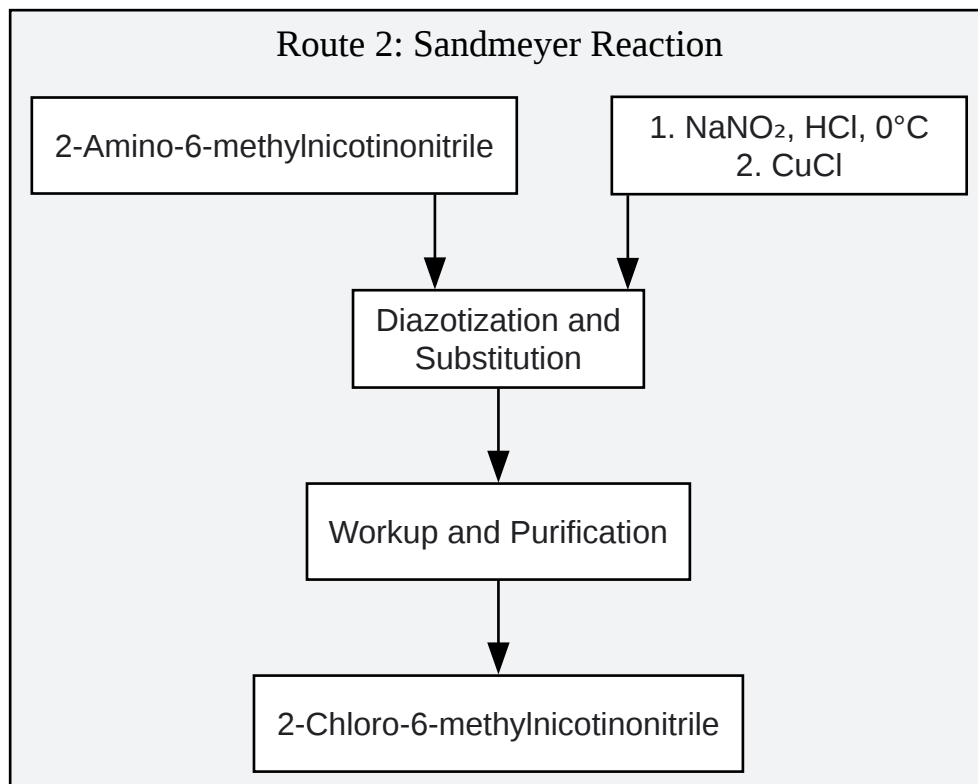 Route 2: Sandmeyer Reaction
2-Amino-6-methylnicotinonitrile
1. NaNO₂, HCl, 0°C
2. CuCl
Diazotization and
Substitution
Workup and Purification
2-Chloro-6-methylnicotinonitrile